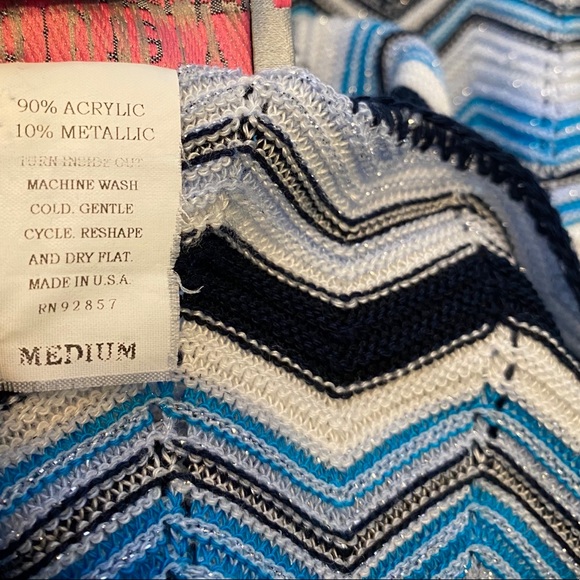 90% ACRYLIC
10% METALLIC
TURN INSIDE OUT
MACHINE WASH
COLD. GENTLE
CYCLE. RESHAPE
AND DRY FLAT.
MADE IN U.S.A.
RN 92857
MEDIUM